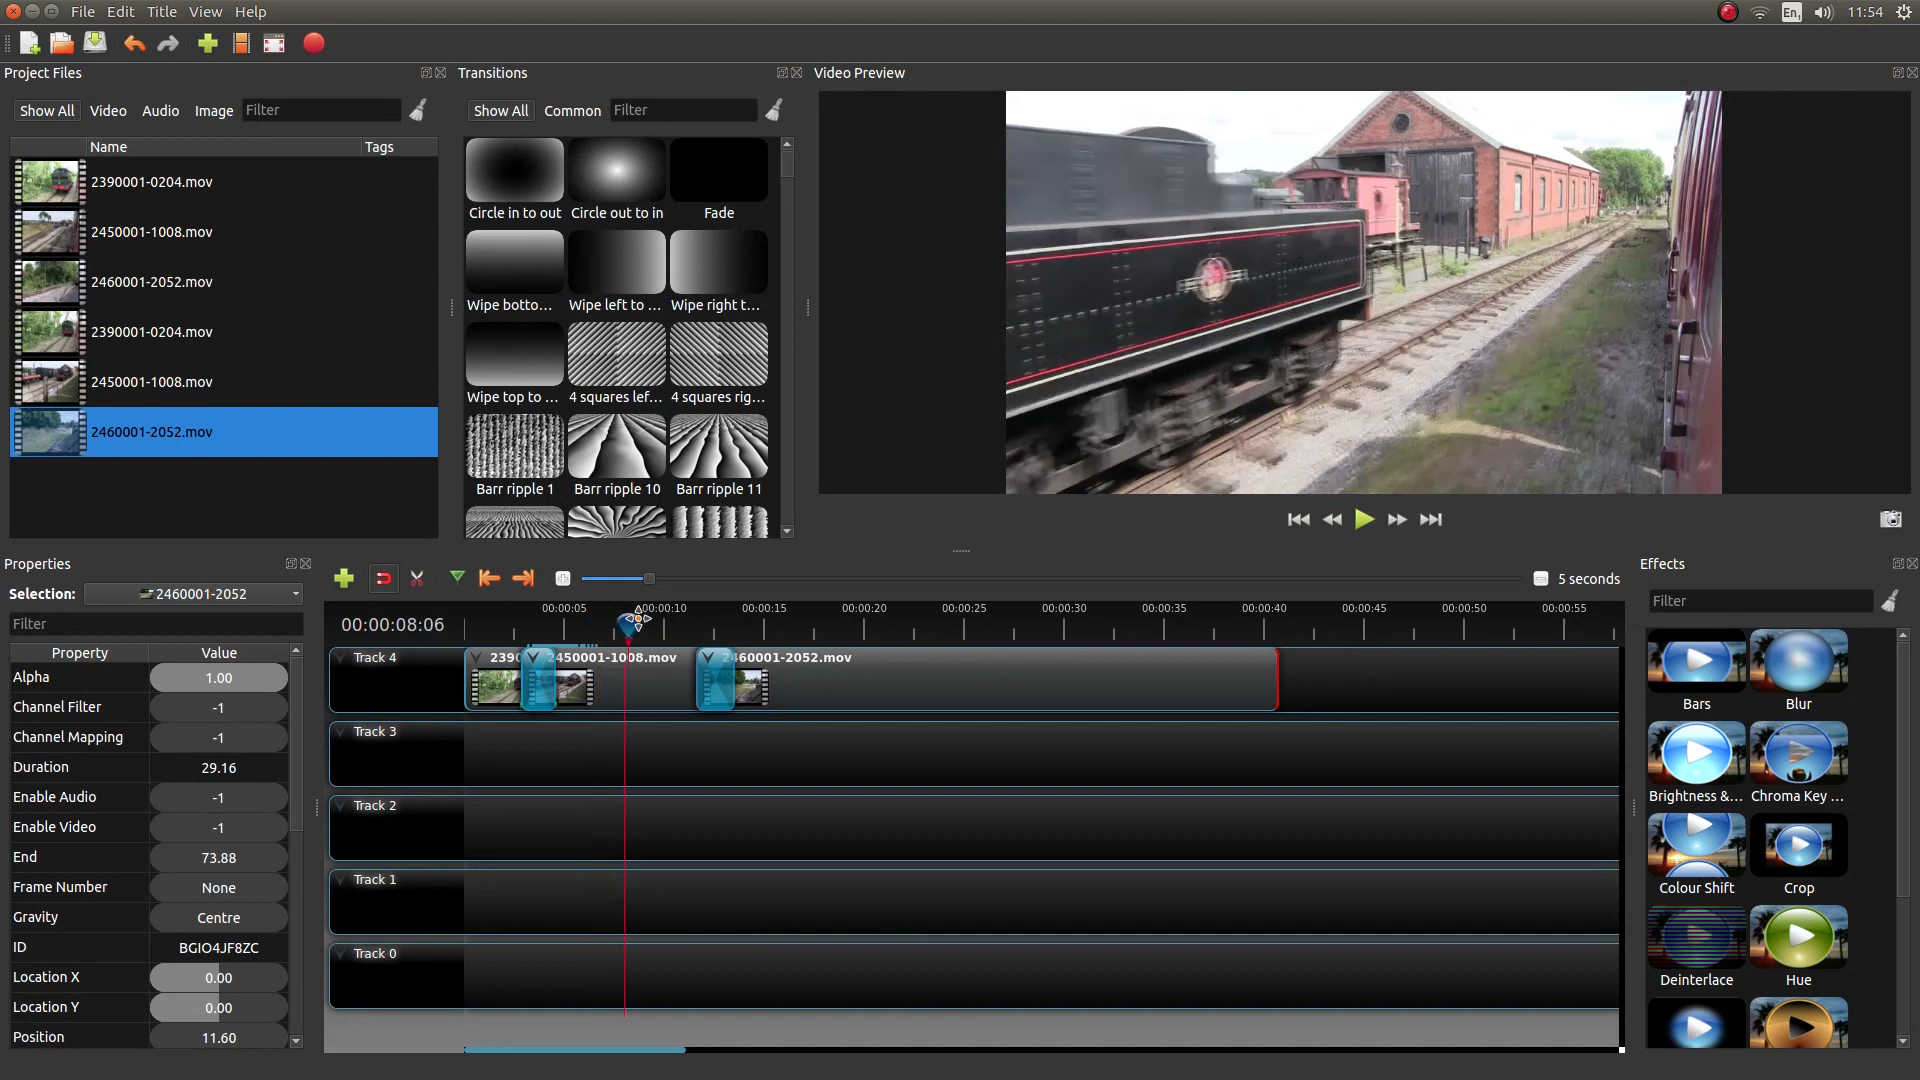 File Edit Title View Help
En1 11:54
Project Files
Transitions
Video Preview
Show All Video Audio Image Filter
Show All Common Filter
Name Tags
2390001-0204.mov
2450001-1008.mov
2460001-2052.mov
2390001-0204.mov
2450001-1008.mov
2460001-2052.mov
Circle in to out Circle out to in Fade
Wipe botto... Wipe left to ... Wipe right t...
Wipe top to ... 4 squares lef... 4 squares rig...
Barr ripple 1 Barr ripple 10 Barr ripple 11
Properties
Selection: 2460001-2052
Filter
Property Value
Alpha 1.00
Channel Filter -1
Channel Mapping -1
Duration 29.16
Enable Audio -1
Enable Video -1
End 73.88
Frame Number None
Gravity Centre
ID BGIO4JF8ZC
Location X 0.00
Location Y 0.00
Position 11.60
5 seconds
00:00:08:06
00:00:05 00:00:10 00:00:15 00:00:20 00:00:25 00:00:30 00:00:35 00:00:40 00:00:45 00:00:50 00:00:55
Track 4 239 2450001-1008.mov 2460001-2052.mov
Track 3
Track 2
Track 1
Track 0
Effects
Filter
Bars Blur
Brightness &... Chroma Key ...
Colour Shift Crop
Deinterlace Hue